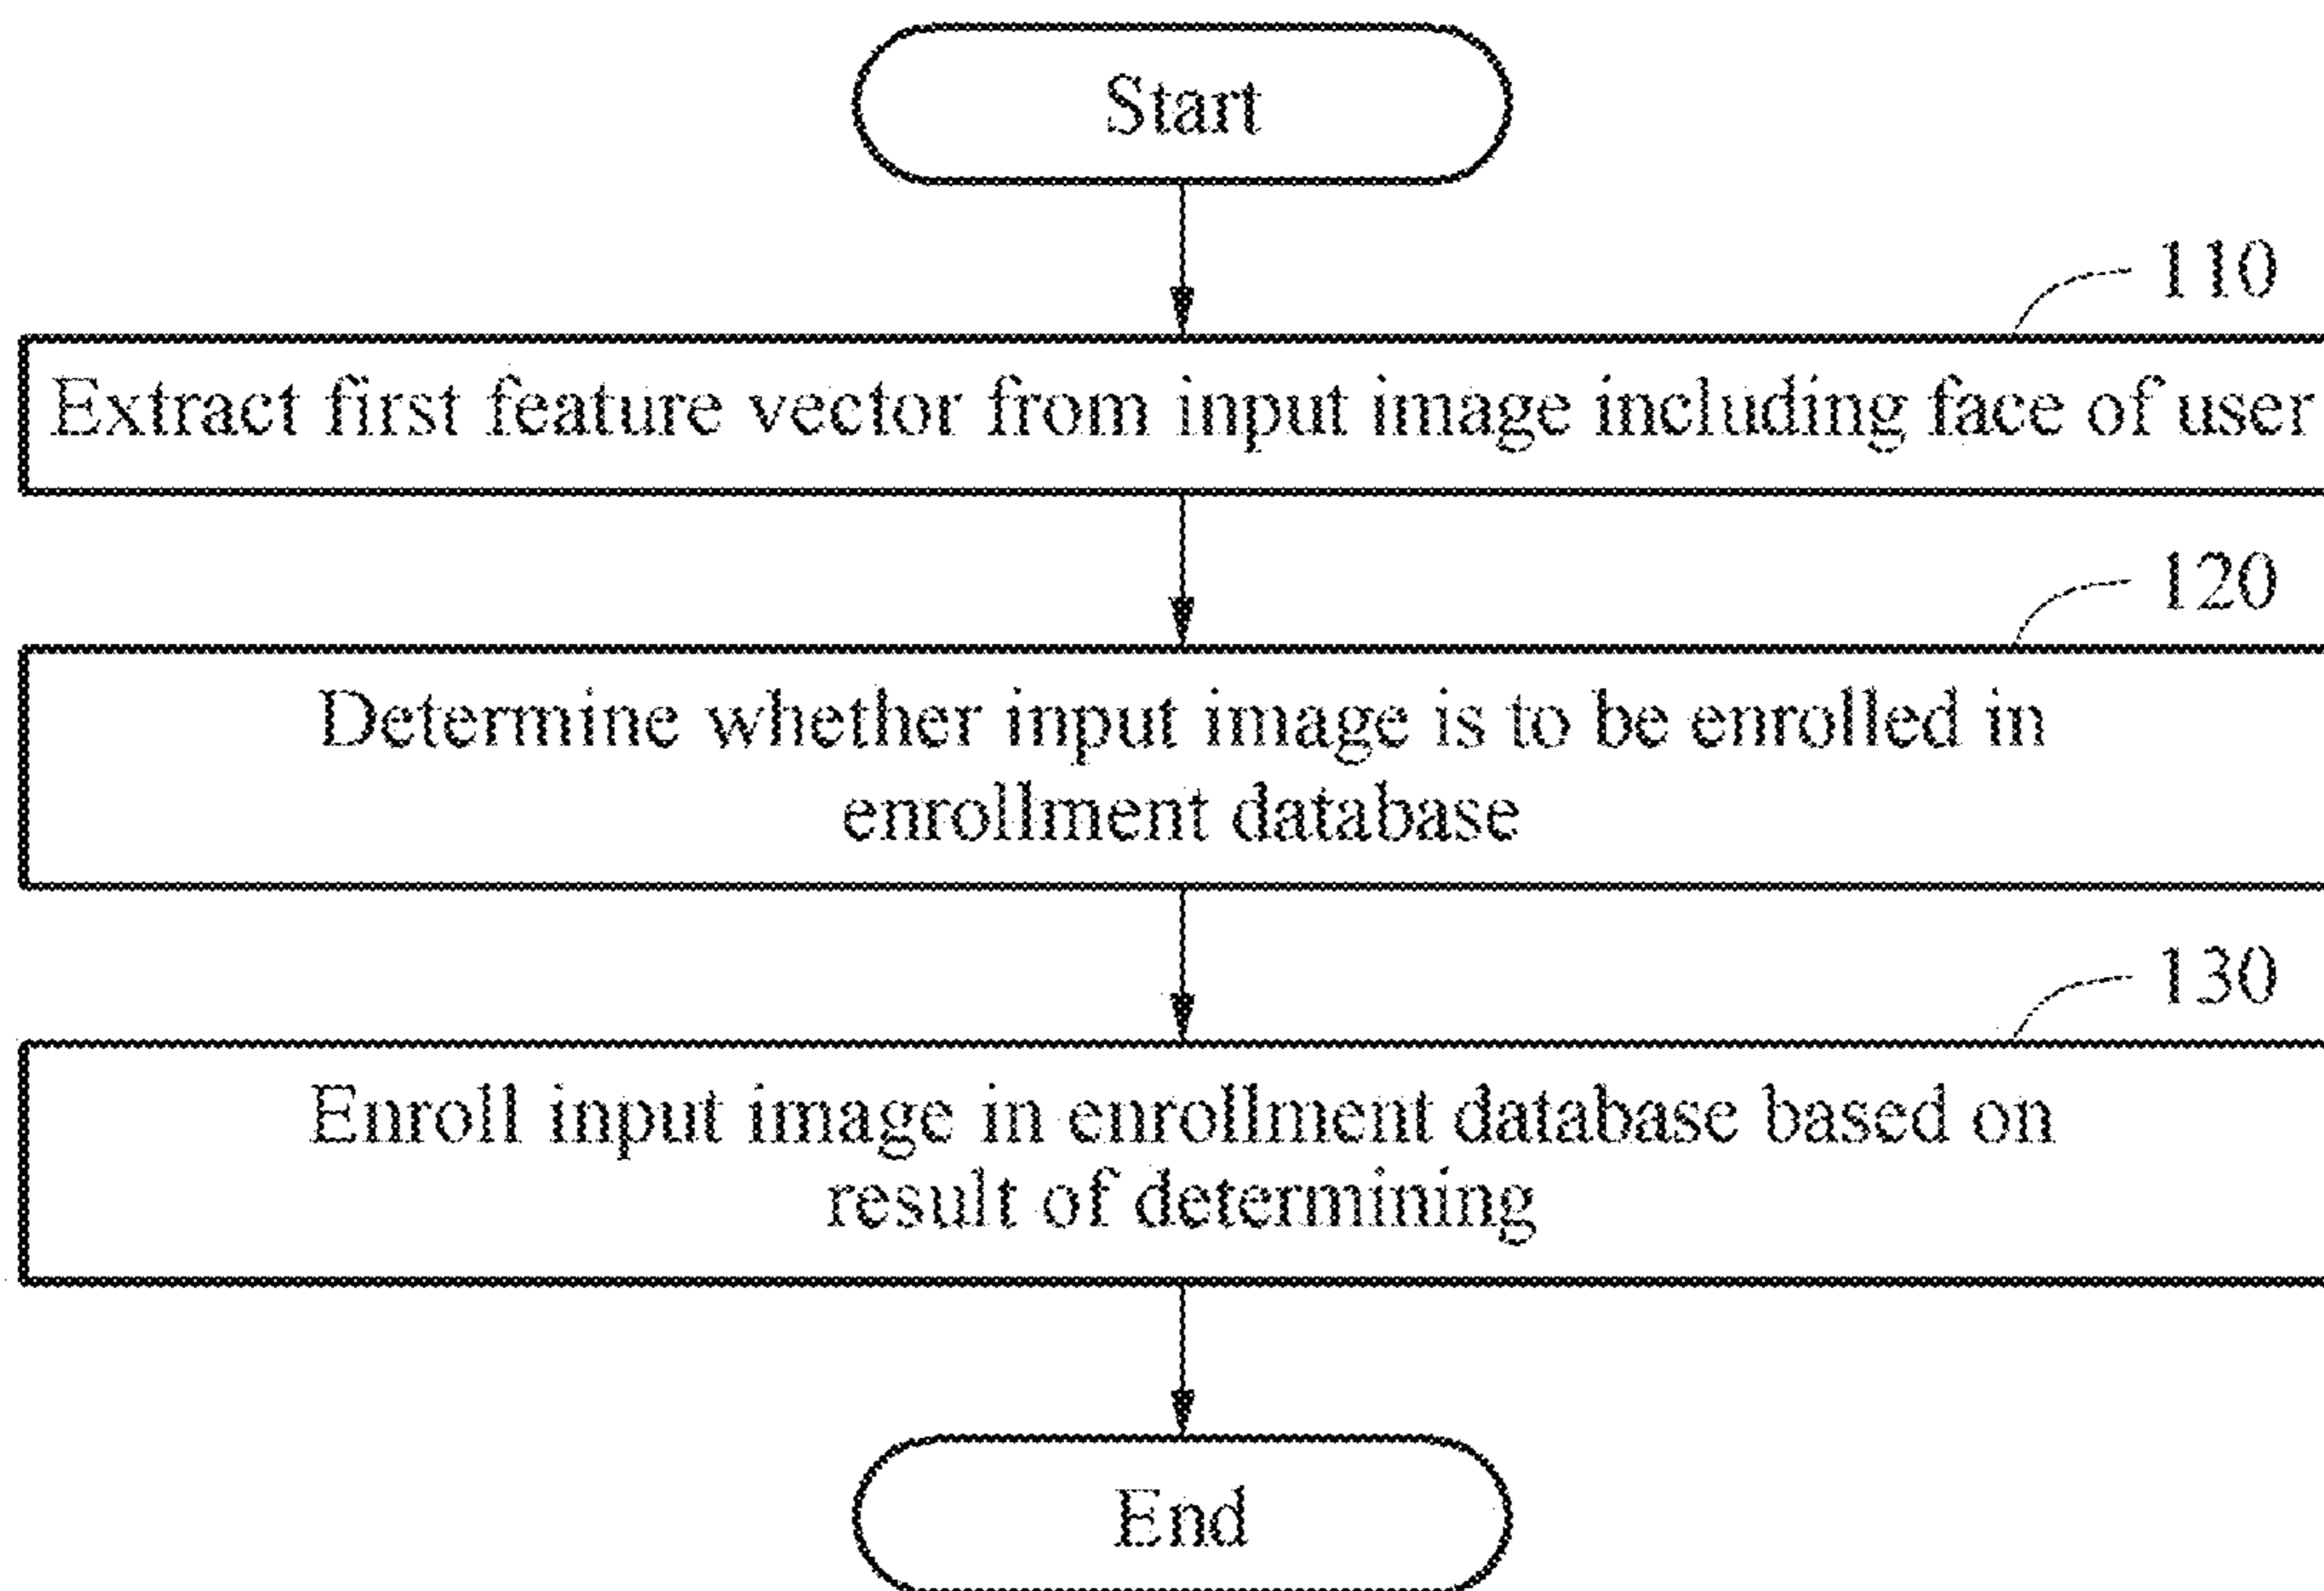 Start
110
Extract first feature vector from input image including face of user
120
Determine whether input image is to be enrolled in
enrollment database
130
Enroll input image in enrollment database based on
result of determining
End